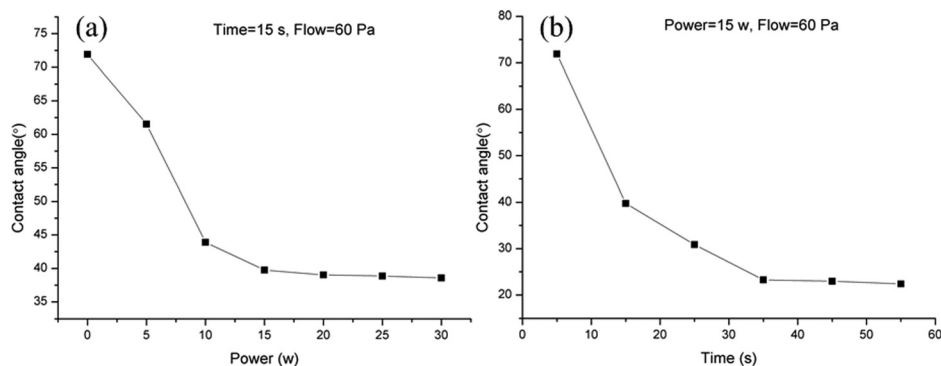 (a)
Time=15 s, Flow=60 Pa
75
70
65
60
55
50
45
40
35
Contact angle(°)
0 5 10 15 20 25 30
Power (w)
(b)
Power=15 w, Flow=60 Pa
80
70
60
50
40
30
20
Contact angle(°)
0 10 20 30 40 50 60
Time (s)